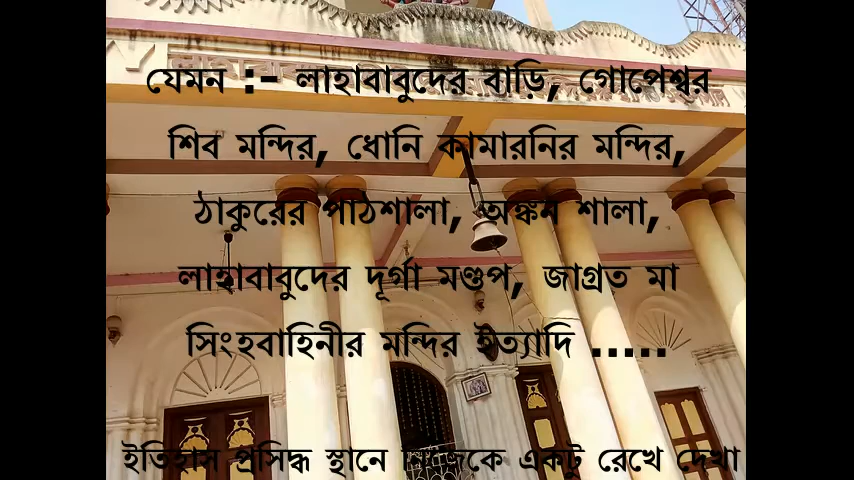 যেমন :- লাহাবাবুদের বাড়ি, গোপেশ্বর
শিব মন্দির, ধোনি কামারনির মন্দির,
ঠাকুরের পাঠশালা, অঙ্কন শালা,
লাহাবাবুদের দূর্গা মণ্ডপ, জাগ্রত মা
সিংহবাহিনীর মন্দির ইত্যাদি .....
ইতিহাস প্রসিদ্ধ স্থানে নিজেকে একটু রেখে দেখা